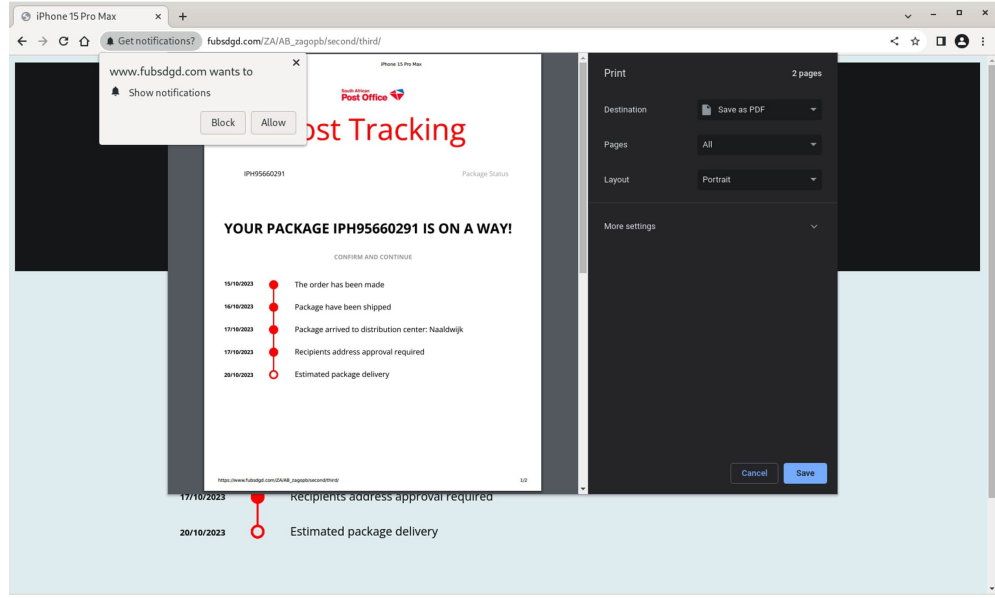 iPhone 15 Pro Max
Get notifications?
fubsdgd.com/ZA/AB_zagopb/second/third/
www.fubsdgd.com wants to
Show notifications
Block
Allow
iPhone 15 Pro Max
South African
Post Office
ost Tracking
IPH95660291
Package Status
YOUR PACKAGE IPH95660291 IS ON A WAY!
CONFIRM AND CONTINUE
15/10/2023 The order has been made
16/10/2023 Package have been shipped
17/10/2023 Package arrived to distribution center: Naaldwijk
17/10/2023 Recipients address approval required
20/10/2023 Estimated package delivery
https://www.fubsdgd.com/ZA/AB_zagopb/second/third/
1/2
Print
2 pages
Destination
Save as PDF
Pages
All
Layout
Portrait
More settings
Cancel
Save
17/10/2023 Recipients address approval required
20/10/2023 Estimated package delivery